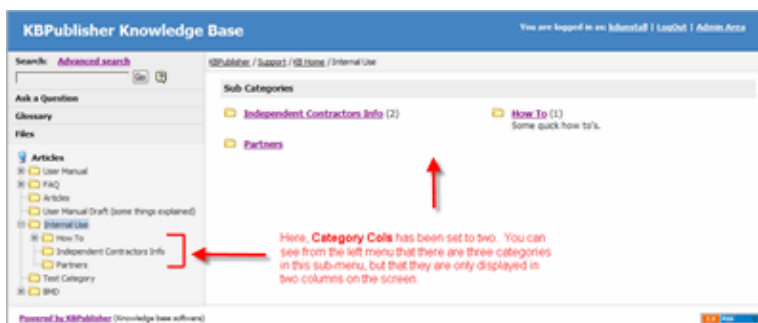 KBPublisher Knowledge Base
You are logged in as: kdunstall | LogOut | Admin Area
Search: Advanced search
Go
KBPublisher / Support / KB Home / Internal Use
Ask a Question
Glossary
Files
Articles
User Manual
FAQ
Articles
User Manual Draft (some things explained)
Internal Use
How To
Independent Contractors Info
Partners
Test Category
BMD
Sub Categories
Independent Contractors Info (2)
How To (1)
Some quick how to's.
Partners
Here, Category Cols has been set to two. You can
see from the left menu that there are three categories
in this sub-menu, but that they are only displayed in
two columns on the screen.
Powered by KBPublisher (Knowledge base software)